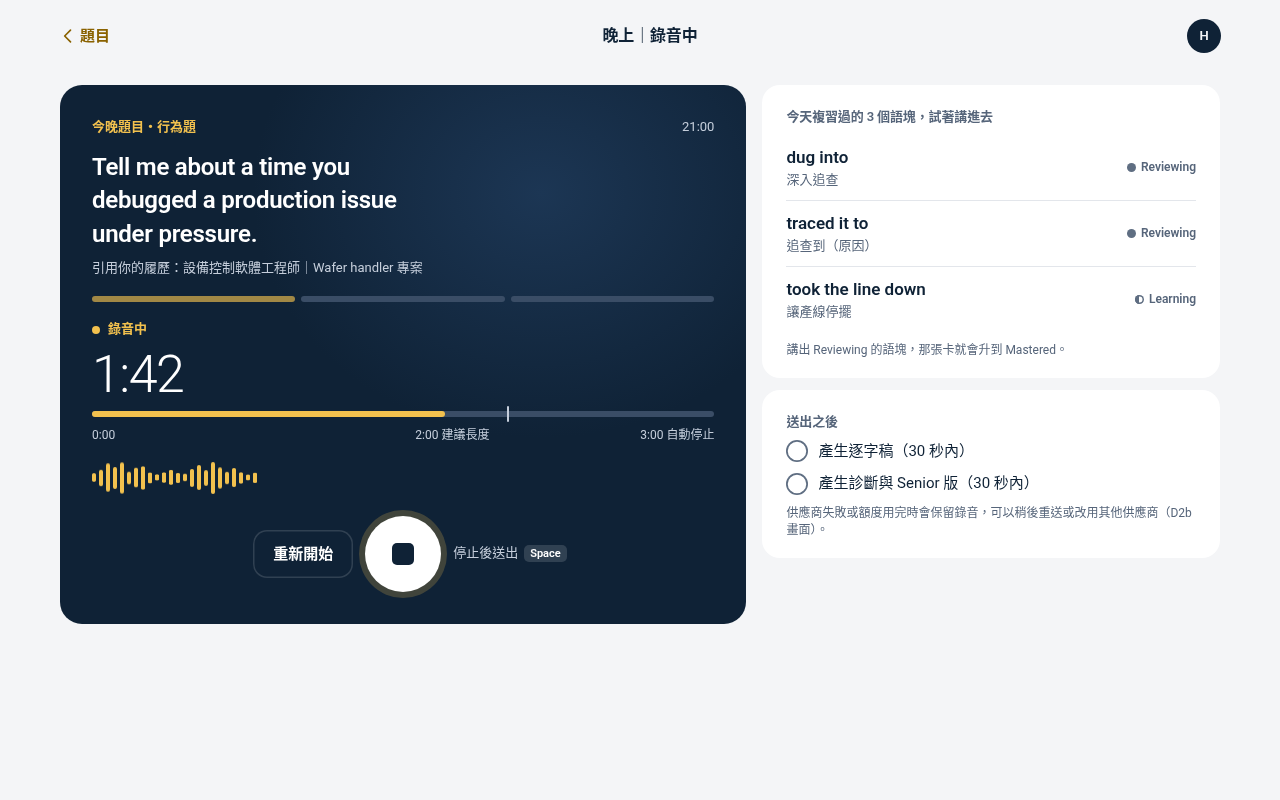 題目
晚上｜錄音中
H
今晚題目・行為題
21:00
Tell me about a time you
debugged a production issue
under pressure.
引用你的履歷：設備控制軟體工程師｜Wafer handler 專案
錄音中
1:42
0:00
2:00 建議長度
3:00 自動停止
重新開始
停止後送出
Space
今天複習過的 3 個語塊，試著講進去
dug into
深入追查
Reviewing
traced it to
追查到（原因）
Reviewing
took the line down
讓產線停擺
Learning
講出 Reviewing 的語塊，那張卡就會升到 Mastered。
送出之後
產生逐字稿（30 秒內）
產生診斷與 Senior 版（30 秒內）
供應商失敗或額度用完時會保留錄音，可以稍後重送或改用其他供應商（D2b
畫面）。